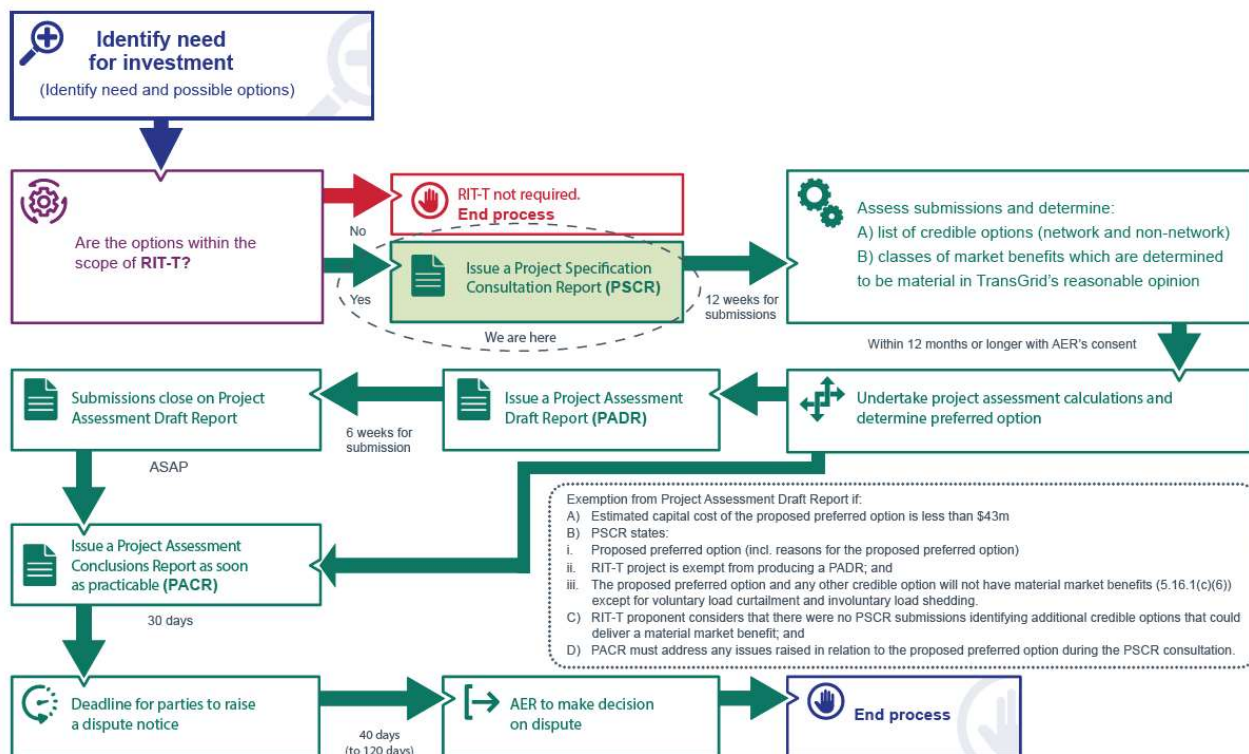 Identify need
for investment
(Identify need and possible options)
Are the options within the
scope of RIT-T?
No
Yes
RIT-T not required.
End process
Issue a Project Specification
Consultation Report (PSCR)
We are here
12 weeks for
submissions
Assess submissions and determine:
A) list of credible options (network and non-network)
B) classes of market benefits which are determined
to be material in TransGrid's reasonable opinion
Within 12 months or longer with AER's consent
Undertake project assessment calculations and
determine preferred option
Issue a Project Assessment
Draft Report (PADR)
6 weeks for
submission
Submissions close on Project
Assessment Draft Report
ASAP
Exemption from Project Assessment Draft Report if:
A) Estimated capital cost of the proposed preferred option is less than $43m
B) PSCR states:
i. Proposed preferred option (incl. reasons for the proposed preferred option)
ii. RIT-T project is exempt from producing a PADR; and
iii. The proposed preferred option and any other credible option will not have material market benefits (5.16.1(c)(6))
except for voluntary load curtailment and involuntary load shedding.
C) RIT-T proponent considers that there were no PSCR submissions identifying additional credible options that could
deliver a material market benefit; and
D) PACR must address any issues raised in relation to the proposed preferred option during the PSCR consultation.
Issue a Project Assessment
Conclusions Report as soon
as practicable (PACR)
30 days
Deadline for parties to raise
a dispute notice
40 days
(to 120 days)
AER to make decision
on dispute
End process